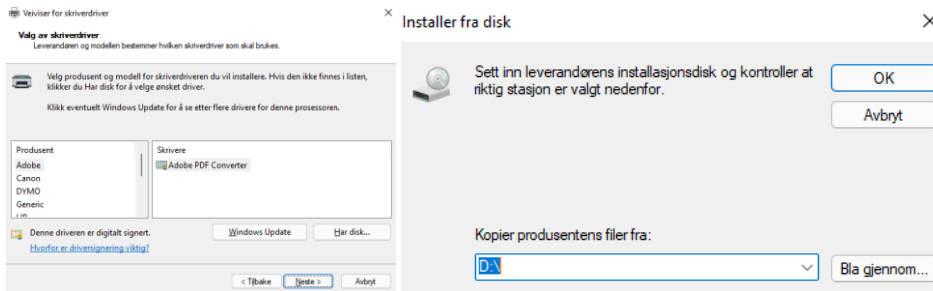 Veiviser for skriverdriver
Valg av skriverdriver
Leverandøren og modellen bestemmer hvilken skriverdriver som skal brukes.
Velg produsent og modell for skriverdriveren du vil installere. Hvis den ikke finnes i listen,
klikker du Har disk for å velge ønsket driver.
Klikk eventuelt Windows Update for å se etter flere drivere for denne prosessoren.
Produsent
Adobe
Canon
DYMO
Generic
Skrivere
Adobe PDF Converter
Denne driveren er digitalt signert.
Hvorfor er driversignering viktig?
Windows Update
Har disk...
< Tilbake
Neste >
Avbryt
Installer fra disk
Sett inn leverandørens installasjonsdisk og kontroller at
riktig stasjon er valgt nedenfor.
OK
Avbryt
Kopier produsentens filer fra:
D:\
Bla gjennom...